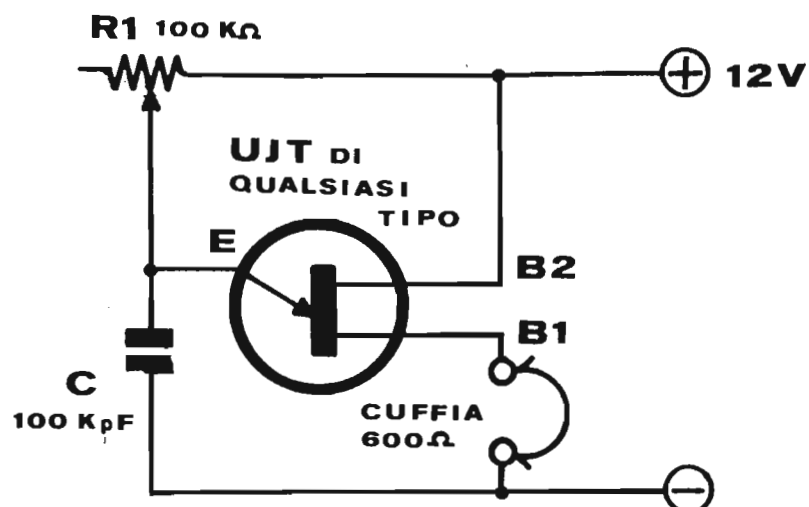 R1 100 KΩ
12V
UJT DI
QUALSIASI
TIPO
E
B2
B1
C
100 KpF
CUFFIA
600Ω